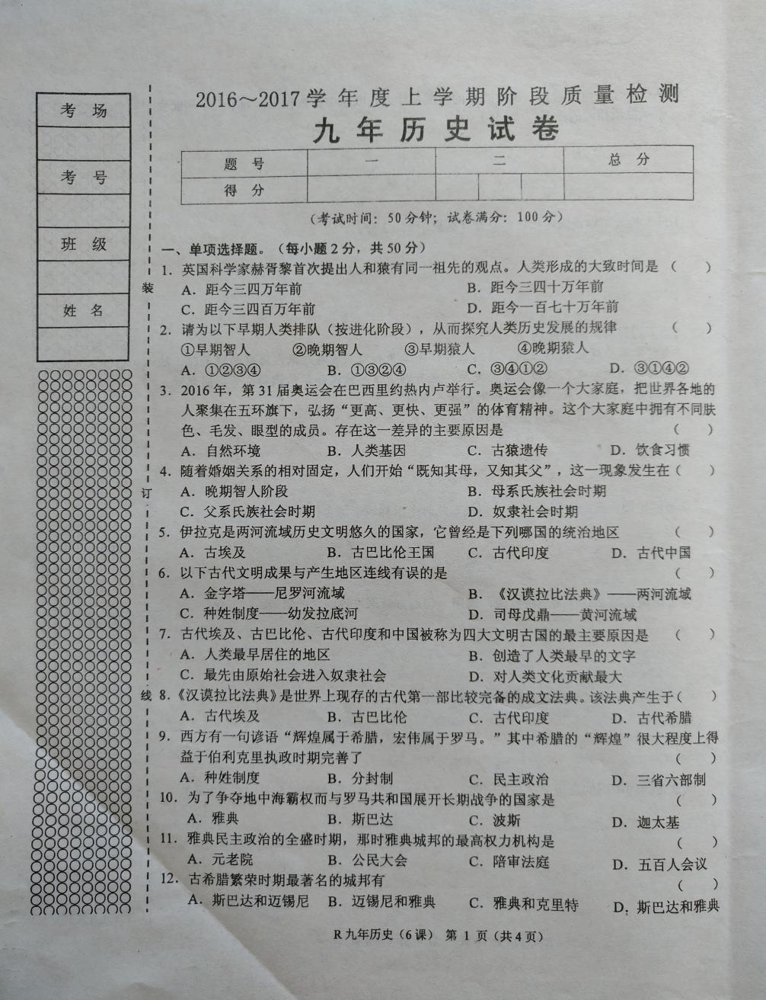 考 场
考 号
班 级
姓 名
装
订
线
2016～2017学年度上学期阶段质量检测
九年历史试卷
题 号 一 二 总 分
得 分
（考试时间：50分钟；试卷满分：100分）
一、单项选择题。（每小题2分，共50分）
1．英国科学家赫胥黎首次提出人和猿有同一祖先的观点。人类形成的大致时间是（ ）
A．距今三四万年前 B．距今三四十万年前
C．距今三四百万年前 D．距今一百七十万年前
2．请为以下早期人类排队（按进化阶段），从而探究人类历史发展的规律 （ ）
①早期智人 ②晚期智人 ③早期猿人 ④晚期猿人
A．①②③④ B．①③②④ C．③④①② D．③①④②
3．2016年，第31届奥运会在巴西里约热内卢举行。奥运会像一个大家庭，把世界各地的
人聚集在五环旗下，弘扬“更高、更快、更强”的体育精神。这个大家庭中拥有不同肤
色、毛发、眼型的成员。存在这一差异的主要原因是 （ ）
A．自然环境 B．人类基因 C．古猿遗传 D．饮食习惯
4．随着婚姻关系的相对固定，人们开始“既知其母，又知其父”，这一现象发生在（ ）
A．晚期智人阶段 B．母系氏族社会时期
C．父系氏族社会时期 D．奴隶社会时期
5．伊拉克是两河流域历史文明悠久的国家，它曾经是下列哪国的统治地区 （ ）
A．古埃及 B．古巴比伦王国 C．古代印度 D．古代中国
6．以下古代文明成果与产生地区连线有误的是 （ ）
A．金字塔——尼罗河流域 B．《汉谟拉比法典》——两河流域
C．种姓制度——幼发拉底河 D．司母戊鼎——黄河流域
7．古代埃及、古巴比伦、古代印度和中国被称为四大文明古国的最主要原因是 （ ）
A．人类最早居住的地区 B．创造了人类最早的文字
C．最先由原始社会进入奴隶社会 D．对人类文化贡献最大
8．《汉谟拉比法典》是世界上现存的古代第一部比较完备的成文法典。该法典产生于（ ）
A．古代埃及 B．古巴比伦 C．古代印度 D．古代希腊
9．西方有一句谚语“辉煌属于希腊，宏伟属于罗马。”其中希腊的“辉煌”很大程度上得
益于伯利克里执政时期完善了 （ ）
A．种姓制度 B．分封制 C．民主政治 D．三省六部制
10．为了争夺地中海霸权而与罗马共和国展开长期战争的国家是 （ ）
A．雅典 B．斯巴达 C．波斯 D．迦太基
11．雅典民主政治的全盛时期，那时雅典城邦的最高权力机构是 （ ）
A．元老院 B．公民大会 C．陪审法庭 D．五百人会议
12．古希腊繁荣时期最著名的城邦有 （ ）
A．斯巴达和迈锡尼 B．迈锡尼和雅典 C．雅典和克里特 D．斯巴达和雅典
R九年历史（6课） 第 1 页（共4页）